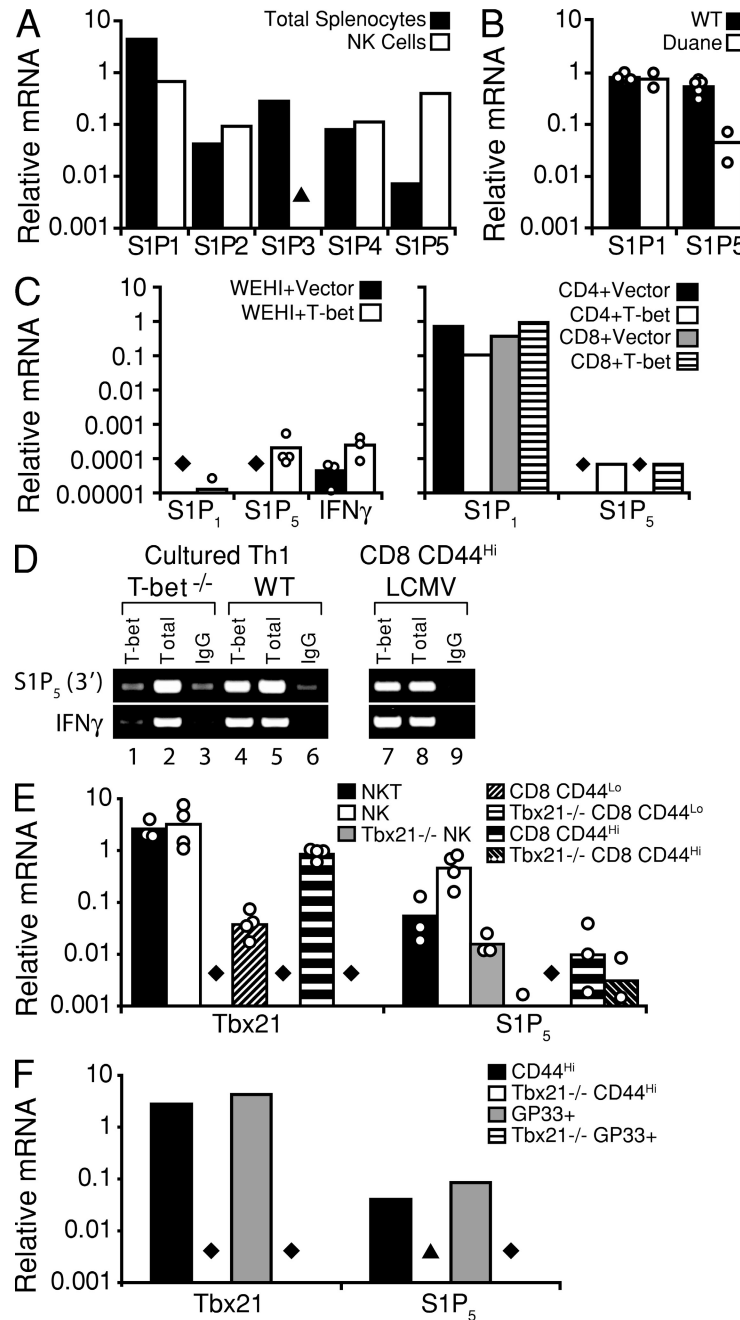 A
Total Splenocytes
NK Cells
Relative mRNA
10
1
0.1
0.01
0.001
S1P1 S1P2 S1P3 S1P4 S1P5
B
WT
Duane
Relative mRNA
10
1
0.1
0.01
0.001
S1P1 S1P5
C
WEHI+Vector
WEHI+T-bet
Relative mRNA
10
1
0.1
0.01
0.001
0.0001
0.00001
S1P1 S1P5 IFNγ
CD4+Vector
CD4+T-bet
CD8+Vector
CD8+T-bet
S1P1 S1P5
D
Cultured Th1
T-bet -/- WT
CD8 CD44Hi
LCMV
T-bet Total IgG T-bet Total IgG T-bet Total IgG
S1P5 (3')
IFNγ
1 2 3 4 5 6 7 8 9
E
NKT
NK
Tbx21-/- NK
CD8 CD44Lo
Tbx21-/- CD8 CD44Lo
CD8 CD44Hi
Tbx21-/- CD8 CD44Hi
Relative mRNA
10
1
0.1
0.01
0.001
Tbx21 S1P5
F
CD44Hi
Tbx21-/- CD44Hi
GP33+
Tbx21-/- GP33+
Relative mRNA
10
1
0.1
0.01
0.001
Tbx21 S1P5